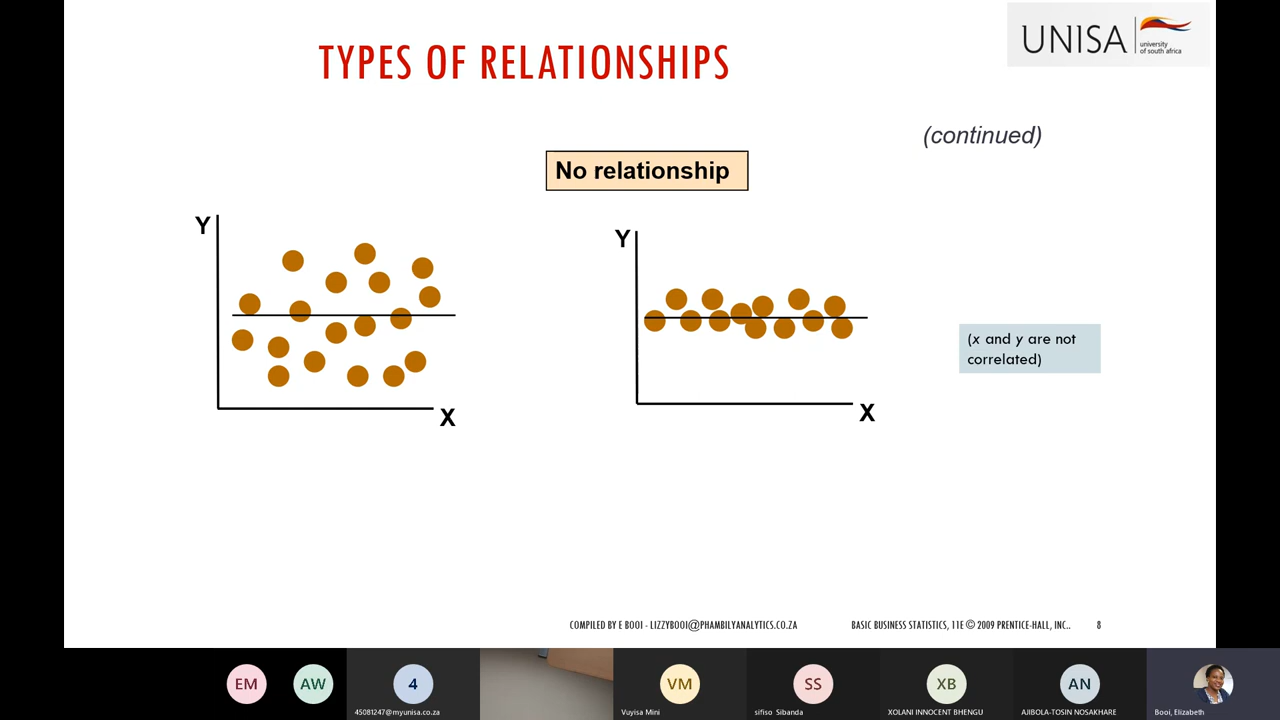 TYPES OF RELATIONSHIPS
UNISA
university
of south africa
(continued)
No relationship
Y
X
Y
X
(x and y are not
correlated)
COMPILED BY E BOOI - LIZZYBOOI@PHAMBILYANALYTICS.CO.ZA
BASIC BUSINESS STATISTICS, 11E © 2009 PRENTICE-HALL, INC..
8
EM
AW
4
45081247@myunisa.co.za
VM
Vuyisa Mini
SS
sifiso Sibanda
XB
XOLANI INNOCENT BHENGU
AN
AJIBOLA-TOSIN NOSAKHARE
Booi, Elizabeth